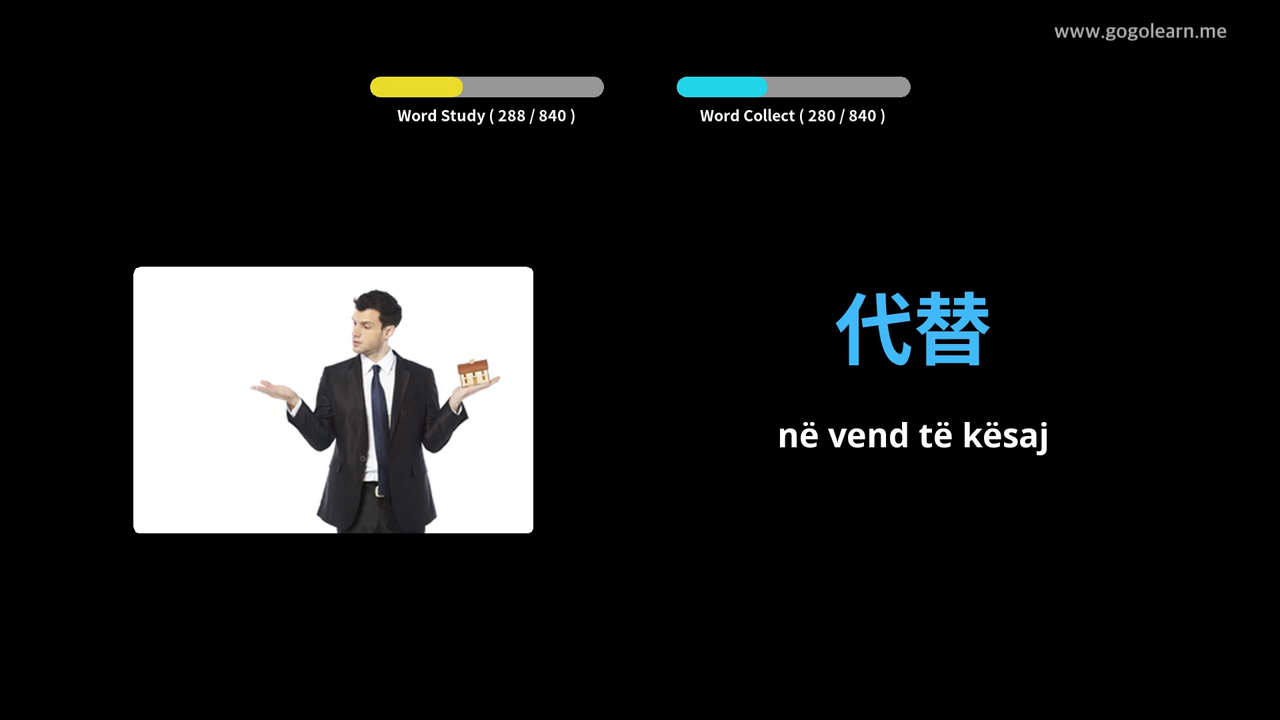 www.gogolearn.me
Word Study ( 288 / 840 )
Word Collect ( 280 / 840 )
代替
në vend të kësaj